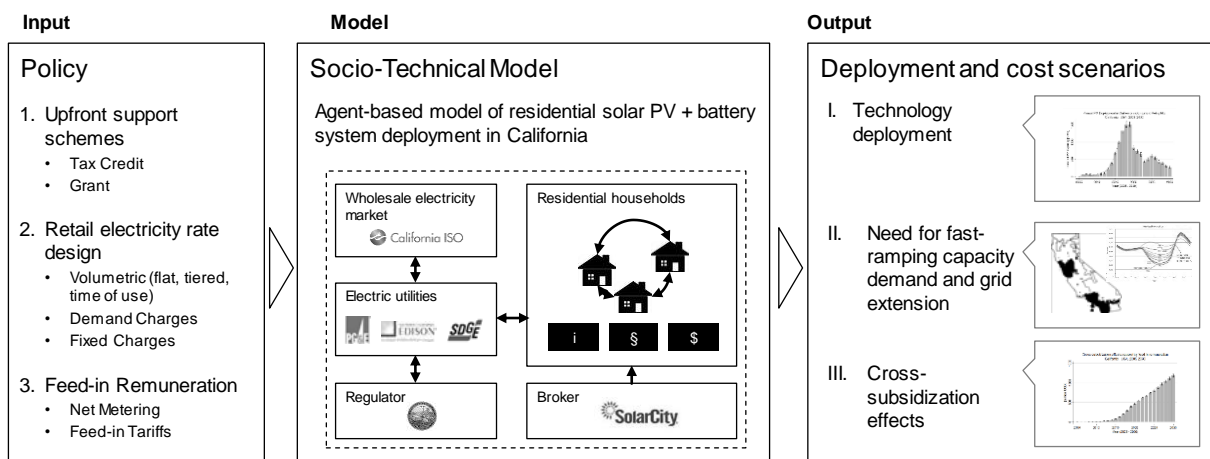 Input
Policy
1. Upfront support
schemes
• Tax Credit
• Grant
2. Retail electricity rate
design
• Volumetric (flat, tiered,
time of use)
• Demand Charges
• Fixed Charges
3. Feed-in Remuneration
• Net Metering
• Feed-in Tariffs
Model
Socio-Technical Model
Agent-based model of residential solar PV + battery
system deployment in California
Wholesale electricity
market
California ISO
Electric utilities
PG&E
EDISON
SDGE
Regulator
Residential households
i
§
$
Broker
SolarCity
Output
Deployment and cost scenarios
I. Technology
deployment
II. Need for fast-
ramping capacity
demand and grid
extension
III. Cross-
subsidization
effects